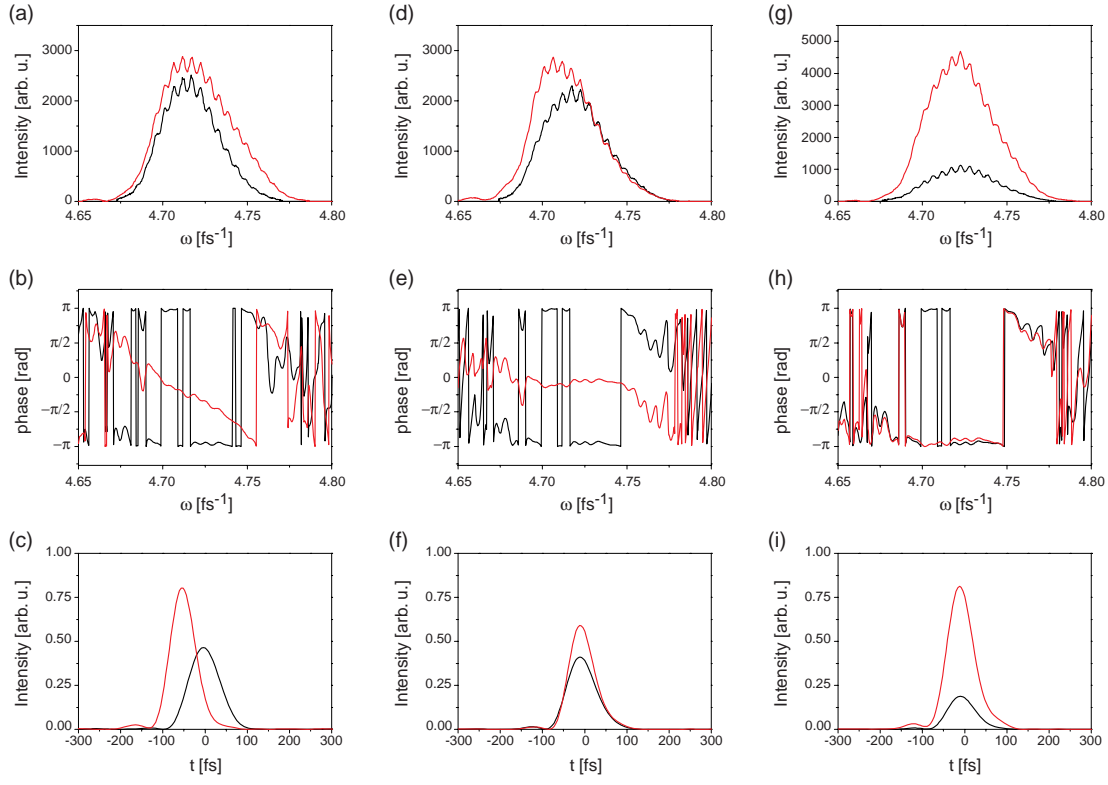 (a)
Intensity [arb. u.]
3000
2000
1000
0
4.65
4.70
4.75
4.80
ω [fs⁻¹]
(d)
Intensity [arb. u.]
3000
2000
1000
0
4.65
4.70
4.75
4.80
ω [fs⁻¹]
(g)
Intensity [arb. u.]
5000
4000
3000
2000
1000
0
4.65
4.70
4.75
4.80
ω [fs⁻¹]
(b)
phase [rad]
π
π/2
0
−π/2
−π
4.65
4.70
4.75
4.80
ω [fs⁻¹]
(e)
phase [rad]
π
π/2
0
−π/2
−π
4.65
4.70
4.75
4.80
ω [fs⁻¹]
(h)
phase [rad]
π
π/2
0
−π/2
−π
4.65
4.70
4.75
4.80
ω [fs⁻¹]
(c)
Intensity [arb. u.]
1.00
0.75
0.50
0.25
0.00
-300
-200
-100
0
100
200
300
t [fs]
(f)
Intensity [arb. u.]
1.00
0.75
0.50
0.25
0.00
-300
-200
-100
0
100
200
300
t [fs]
(i)
Intensity [arb. u.]
1.00
0.75
0.50
0.25
0.00
-300
-200
-100
0
100
200
300
t [fs]